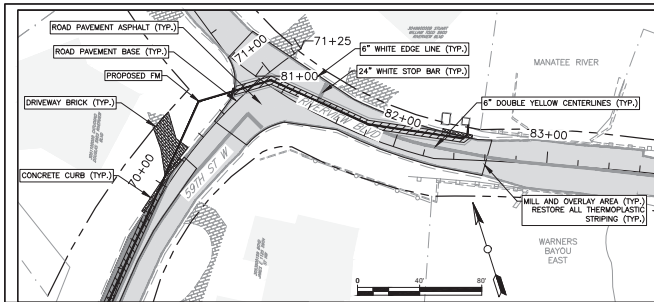 ROAD PAVEMENT ASPHALT (TYP.)
ROAD PAVEMENT BASE (TYP.)
PROPOSED FM
DRIVEWAY BRICK (TYP.)
CONCRETE CURB (TYP.)
71+00
71+25
6" WHITE EDGE LINE (TYP.)
81+00
24" WHITE STOP BAR (TYP.)
MANATEE RIVER
6" DOUBLE YELLOW CENTERLINES (TYP.)
RIVERVIEW BLVD
82+00
83+00
70+00
59TH ST W
MILL AND OVERLAY AREA (TYP.)
RESTORE ALL THERMOPLASTIC
STRIPING (TYP.)
WARNERS
BAYOU
EAST
0 40' 80'